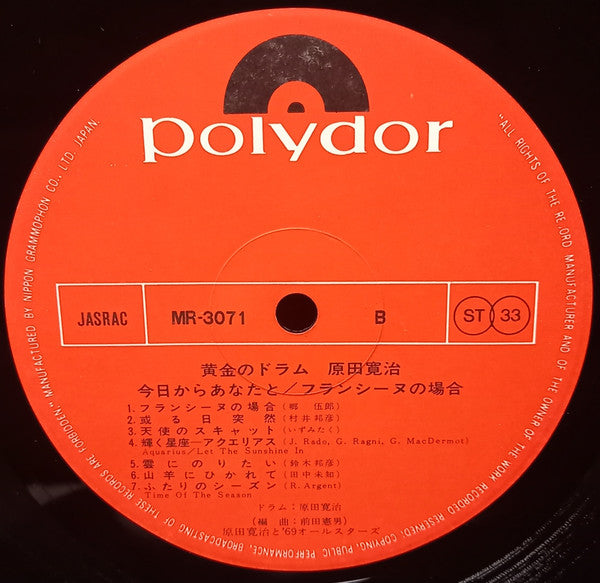 polydor
JASRAC MR-3071 B ST 33
黄金のドラム 原田寛治
今日からあなたと／フランシーヌの場合
1. フランシーヌの場合 (郷 伍郎)
2. 或る日突然 (村井邦彦)
3. 天使のスキャット (いずみたく)
4. 輝く星座─アクエリアス (J. Rado, G. Ragni, G. MacDermot)
Aquarius/Let The Sunshine In
5. 雲にのりたい (鈴木邦彦)
6. 山羊にひかれて (田中未知)
7. ふたりのシーズン (R. Argent)
Time Of The Season
ドラム：原田寛治
(編 曲：前田憲男)
原田寛治と'69オールスターズ
"ALL RIGHTS OF THE RECORD MANUFACTURER AND OF THE OWNER OF THE WORK RECORDED RESERVED; COPYING, PUBLIC PERFORMANCE, BROADCASTING OF THESE RECORDS ARE FORBIDDEN" MANUFACTURED BY NIPPON GRAMMOPHON CO., LTD. JAPAN.